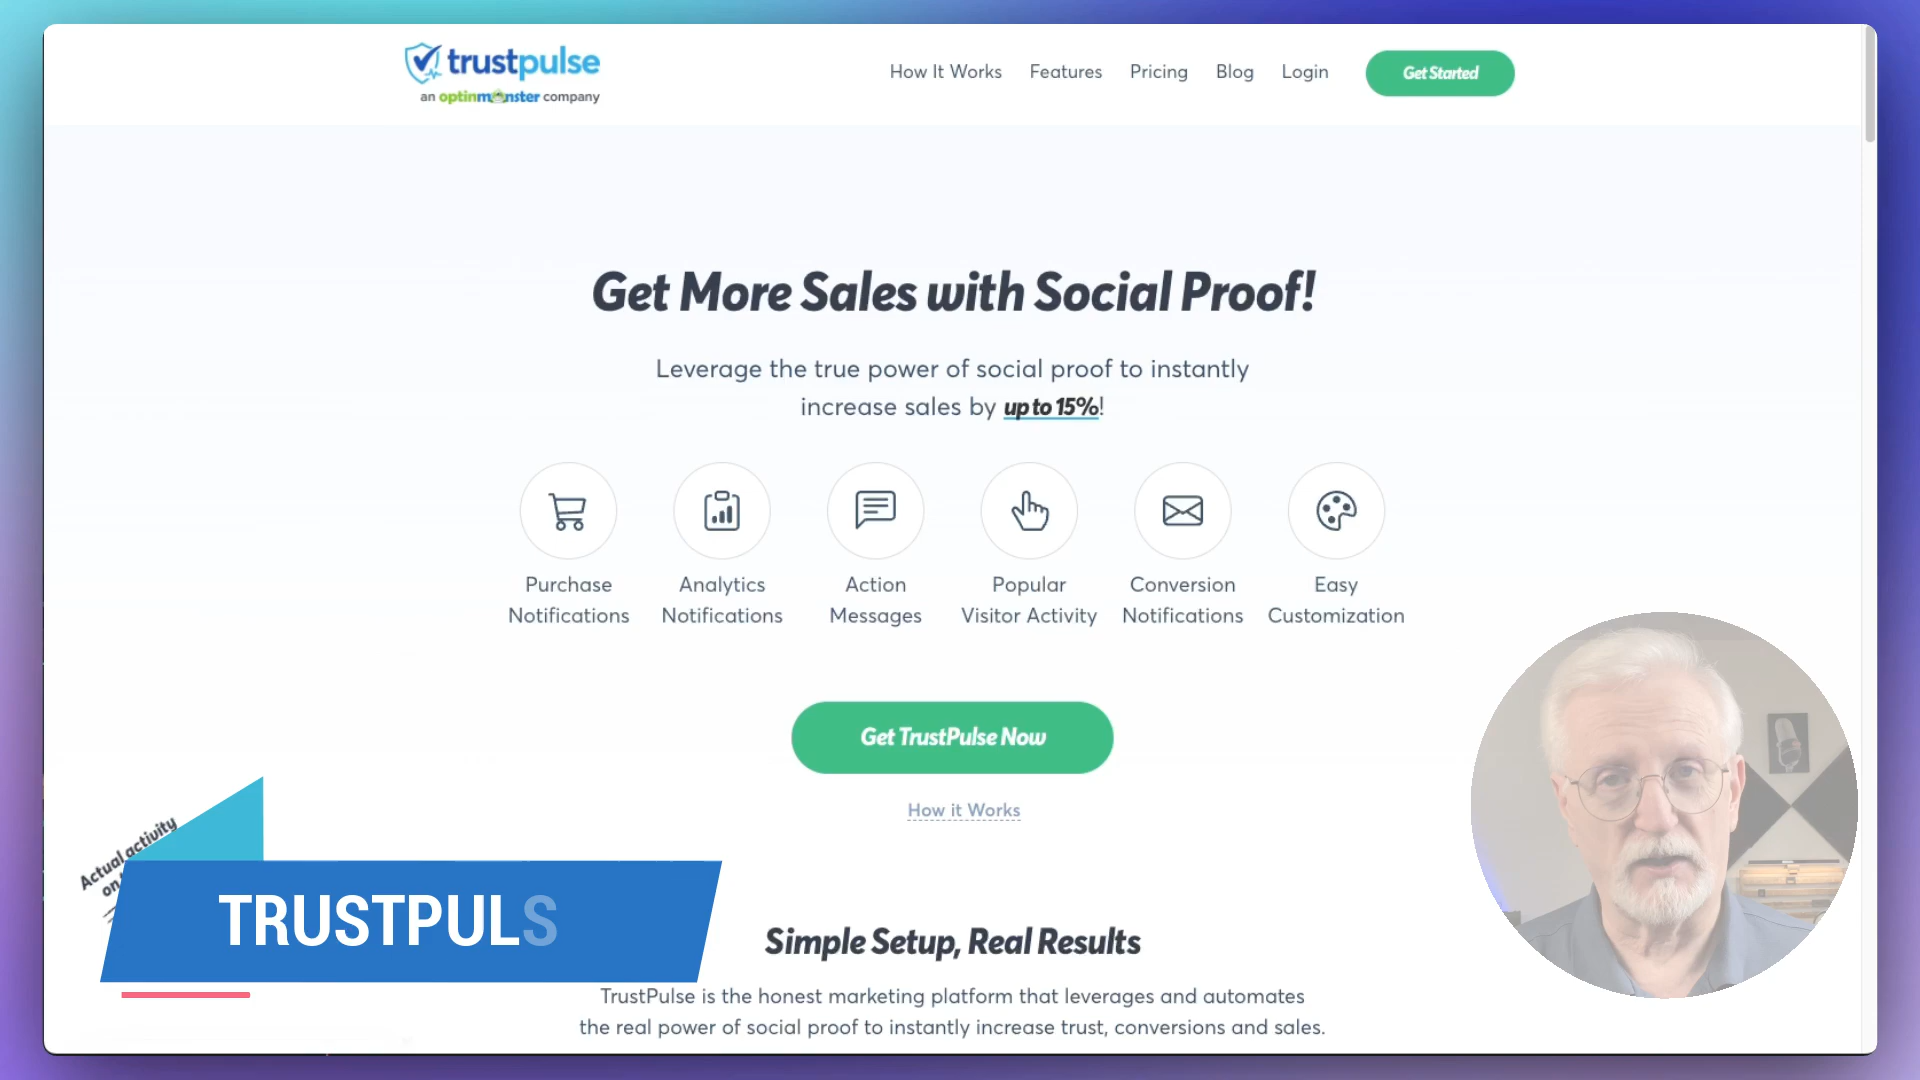 trustpulse
an optinmonster company
How It Works
Features
Pricing
Blog
Login
Get Started
Get More Sales with Social Proof!
Leverage the true power of social proof to instantly
increase sales by up to 15%!
Purchase
Notifications
Analytics
Notifications
Action
Messages
Popular
Visitor Activity
Conversion
Notifications
Easy
Customization
Get TrustPulse Now
How it Works
Actual activity
on
TRUSTPULS
Simple Setup, Real Results
TrustPulse is the honest marketing platform that leverages and automates
the real power of social proof to instantly increase trust, conversions and sales.